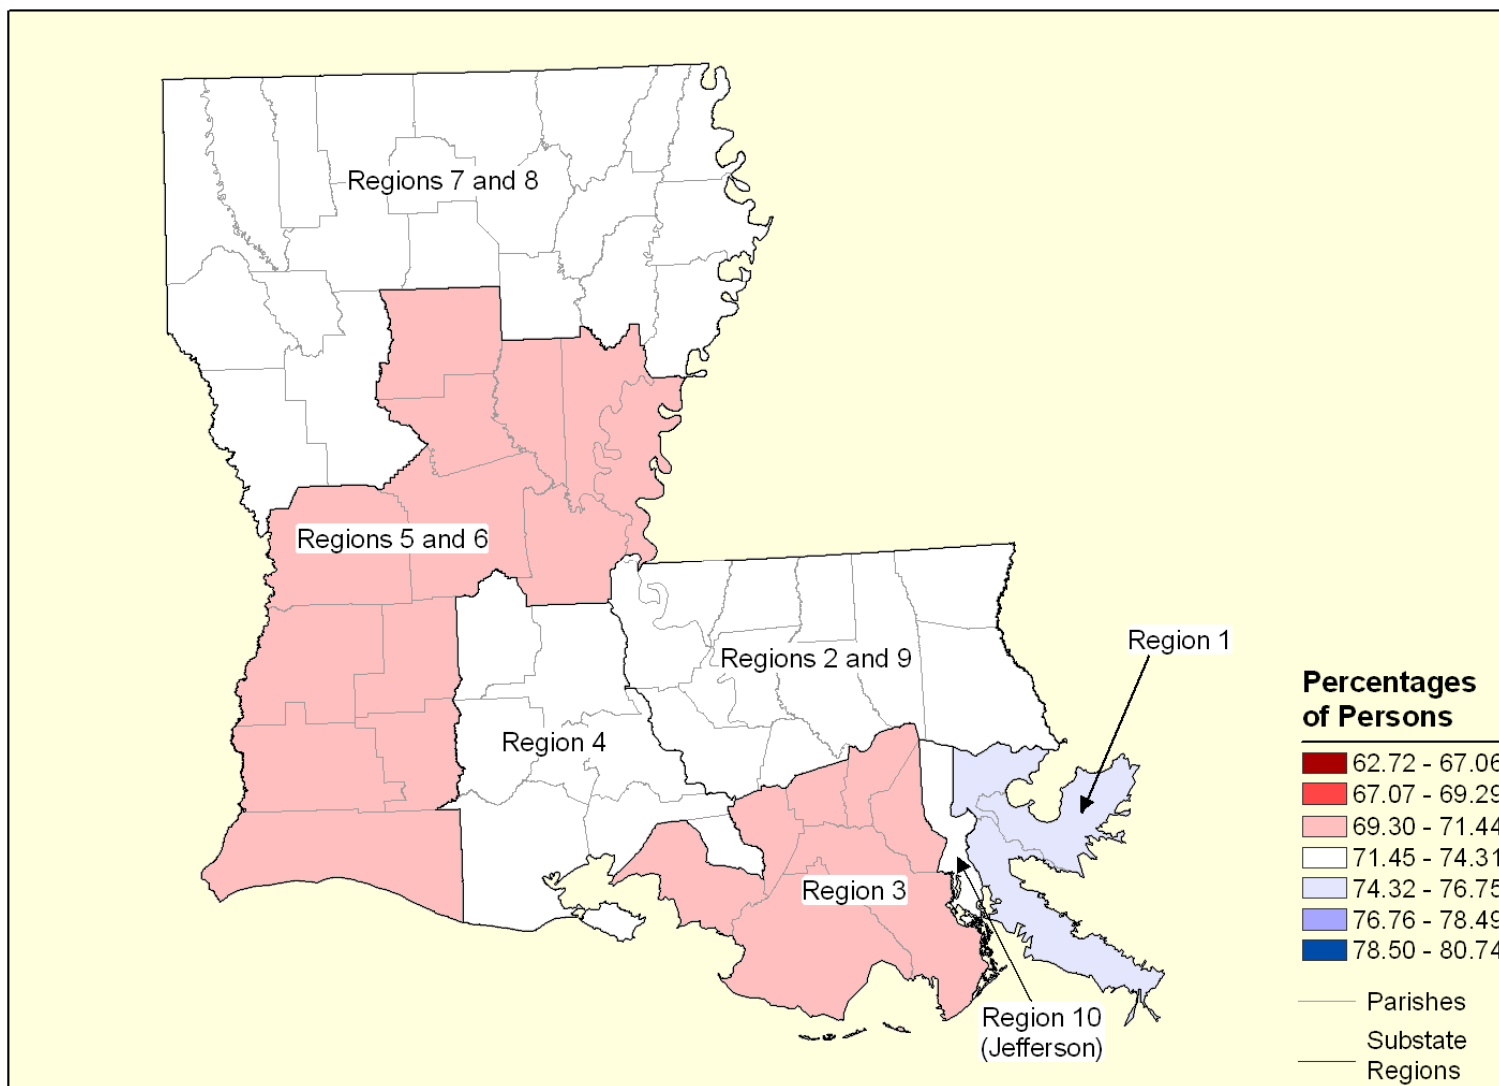 Regions 7 and 8
Regions 5 and 6
Region 1
Regions 2 and 9
Region 4
Region 3
Region 10
(Jefferson)
Percentages
of Persons
62.72 - 67.06
67.07 - 69.29
69.30 - 71.44
71.45 - 74.31
74.32 - 76.75
76.76 - 78.49
78.50 - 80.74
Parishes
Substate
Regions